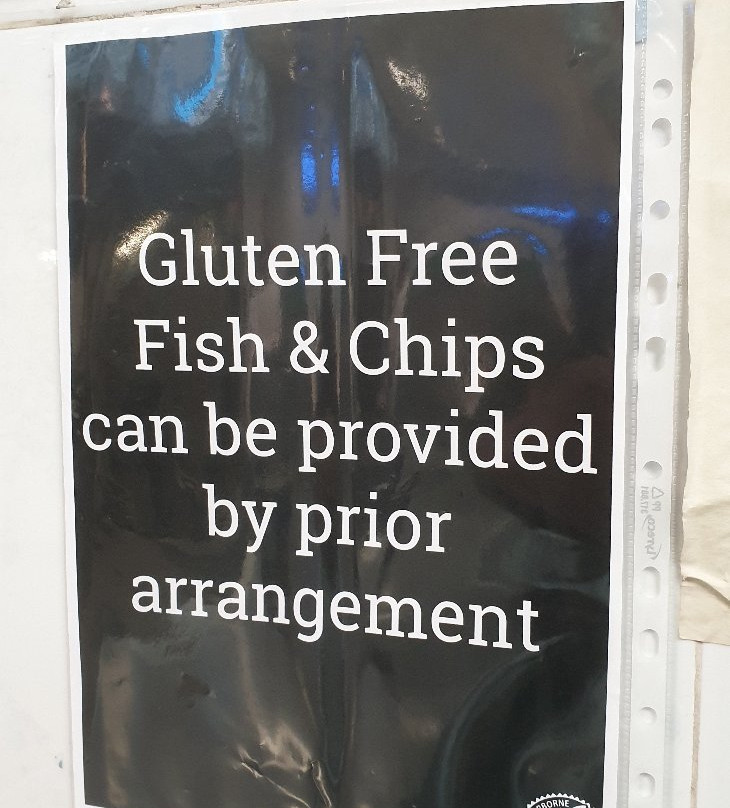 Gluten Free
Fish & Chips
can be provided
by prior
arrangement